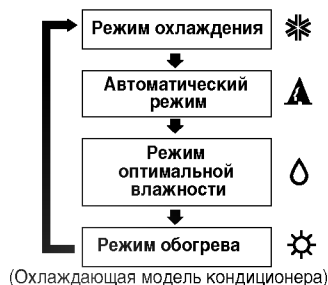 Режим охлаждения
Автоматический
режим
Режим
оптимальной
влажности
Режим обогрева
(Охлаждающая модель кондиционера)